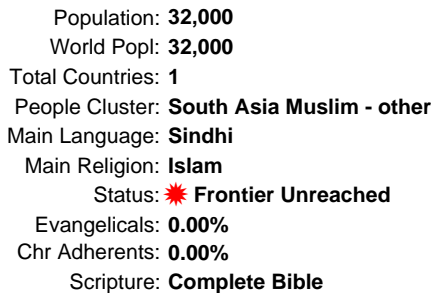 Population: 32,000
World Popl: 32,000
Total Countries: 1
People Cluster: South Asia Muslim - other
Main Language: Sindhi
Main Religion: Islam
Status: Frontier Unreached
Evangelicals: 0.00%
Chr Adherents: 0.00%
Scripture: Complete Bible